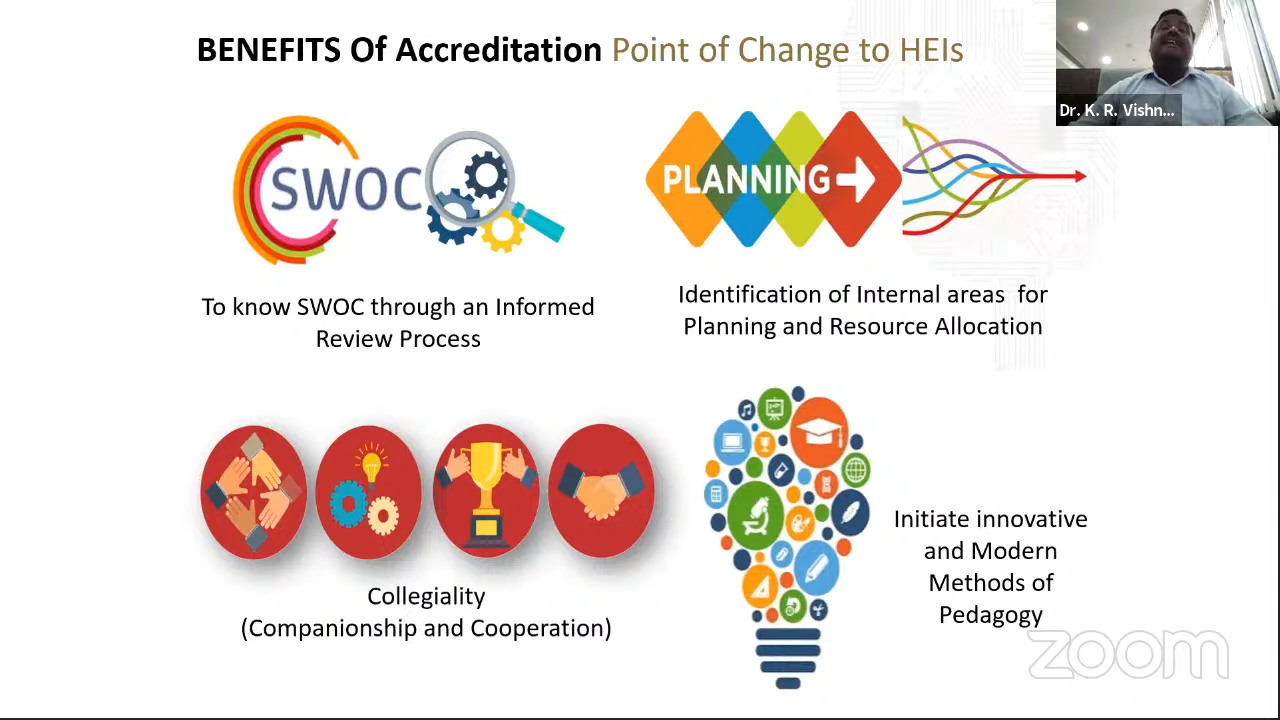 BENEFITS Of Accreditation Point of Change to HEIs
Dr. K. R. Vishn...
SWOC
PLANNING
To know SWOC through an Informed
Review Process
Identification of Internal areas for
Planning and Resource Allocation
Collegiality
(Companionship and Cooperation)
Initiate innovative
and Modern
Methods of
Pedagogy
zoom